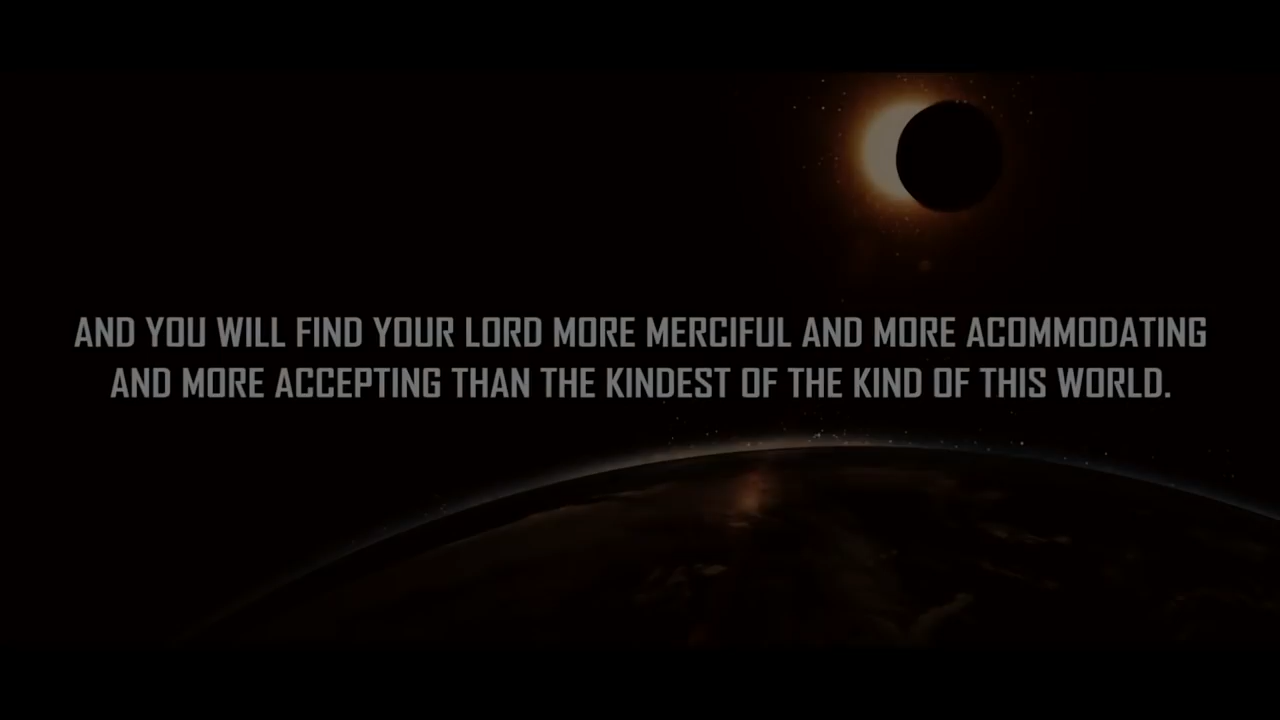 AND YOU WILL FIND YOUR LORD MORE MERCIFUL AND MORE ACOMMODATING
AND MORE ACCEPTING THAN THE KINDEST OF THE KIND OF THIS WORLD.